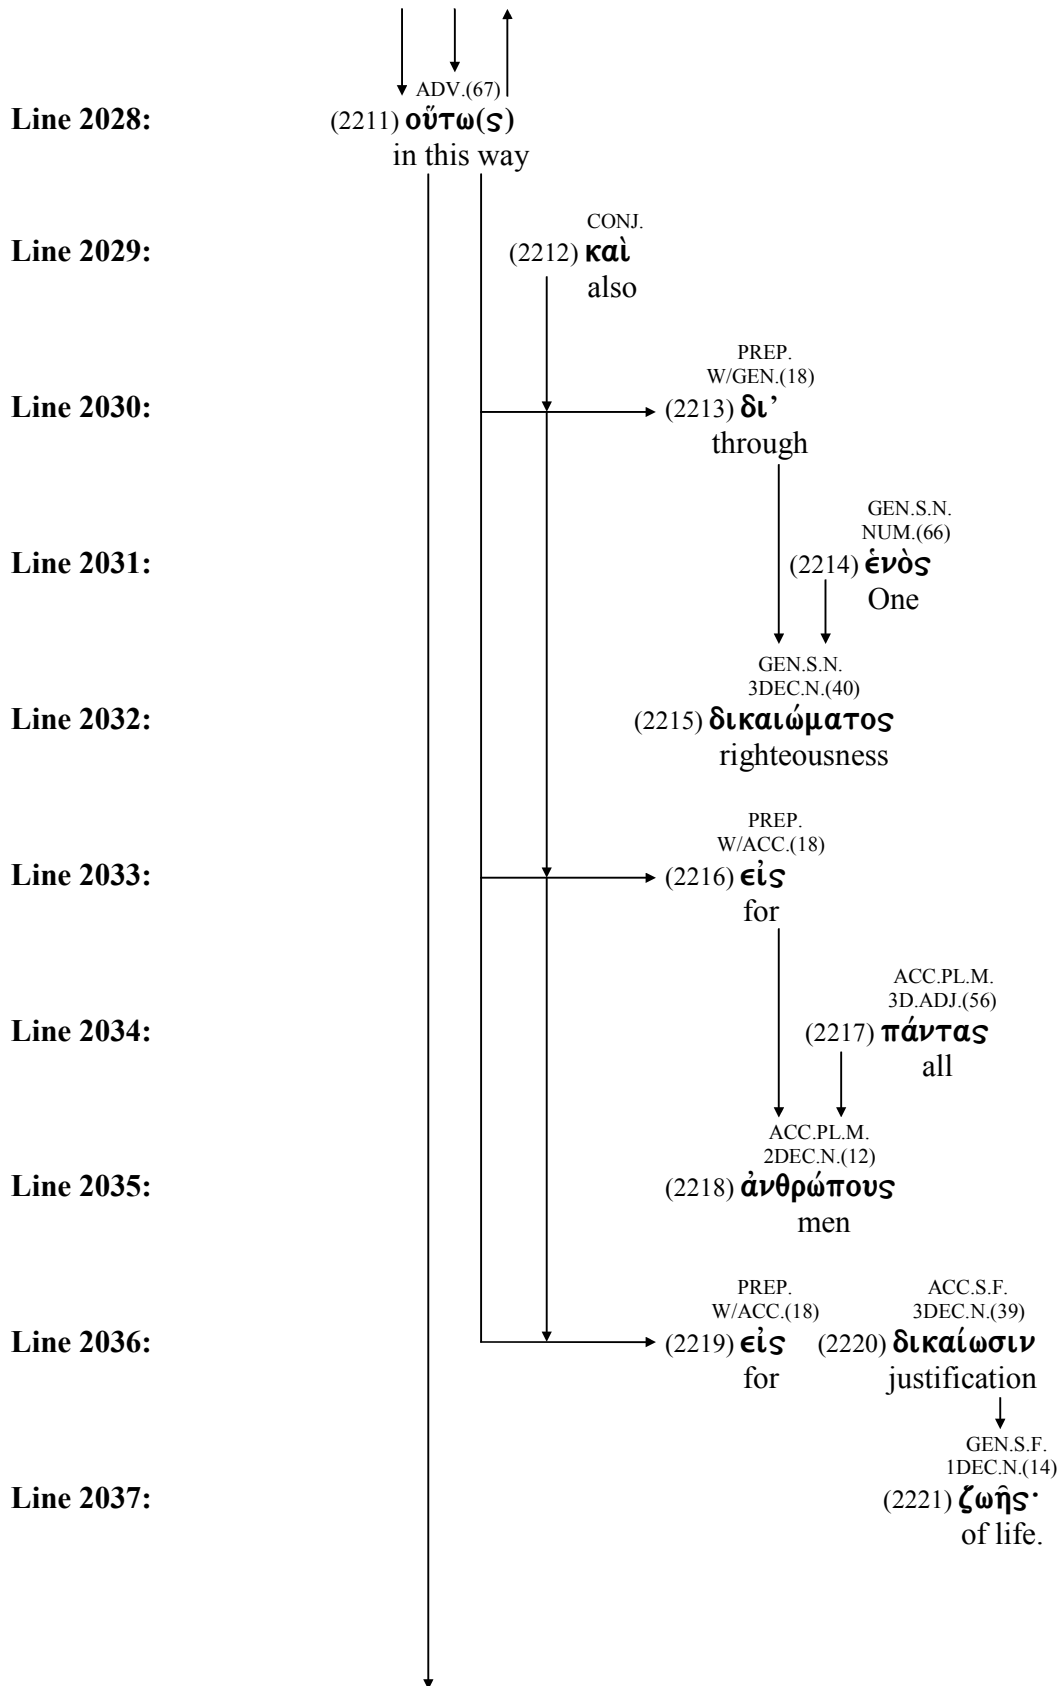 ADV.(67)
Line 2028: (2211) οὕτω(ς)
in this way
CONJ.
Line 2029: (2212) καὶ
also
PREP.
W/GEN.(18)
Line 2030: (2213) δι’
through
GEN.S.N.
NUM.(66)
Line 2031: (2214) ἑνὸς
One
GEN.S.N.
3DEC.N.(40)
Line 2032: (2215) δικαιώματος
righteousness
PREP.
W/ACC.(18)
Line 2033: (2216) εἰς
for
ACC.PL.M.
3D.ADJ.(56)
Line 2034: (2217) πάντας
all
ACC.PL.M.
2DEC.N.(12)
Line 2035: (2218) ἀνθρώπους
men
PREP. ACC.S.F.
W/ACC.(18) 3DEC.N.(39)
Line 2036: (2219) εἰς (2220) δικαίωσιν
for justification
GEN.S.F.
1DEC.N.(14)
Line 2037: (2221) ζωῆς·
of life.